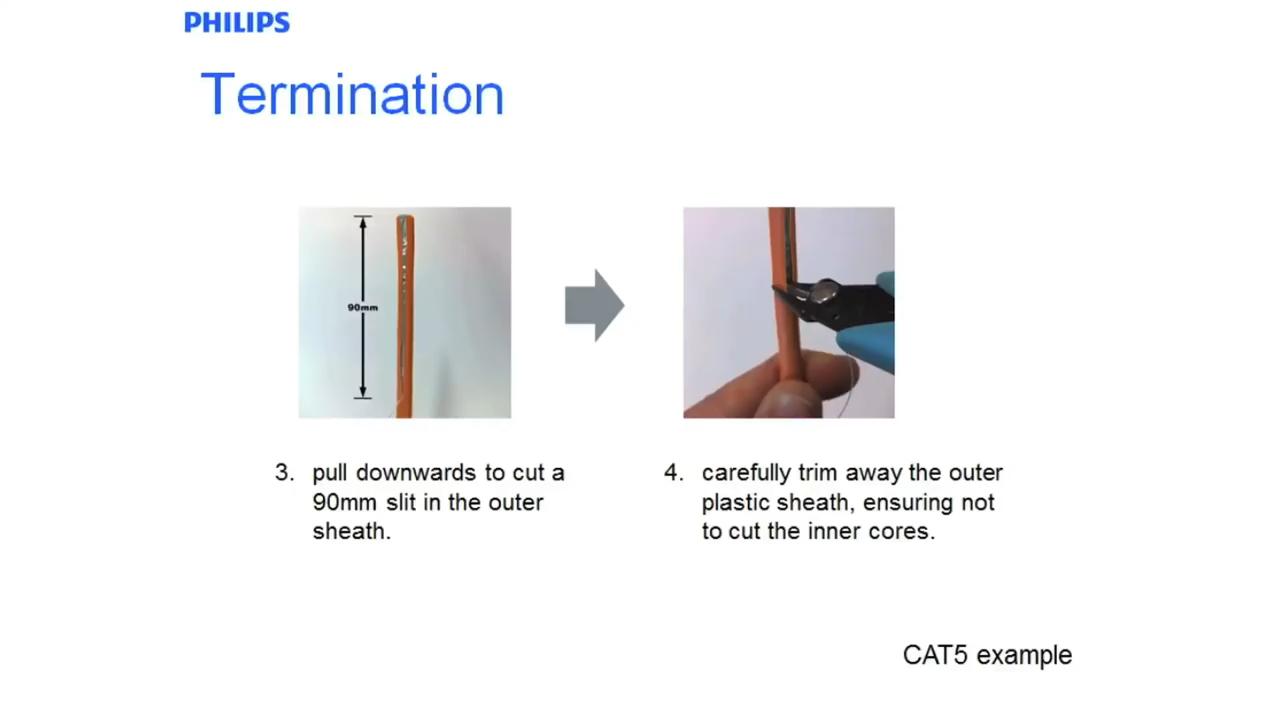 PHILIPS
Termination
90mm
3. pull downwards to cut a
90mm slit in the outer
sheath.
4. carefully trim away the outer
plastic sheath, ensuring not
to cut the inner cores.
CAT5 example